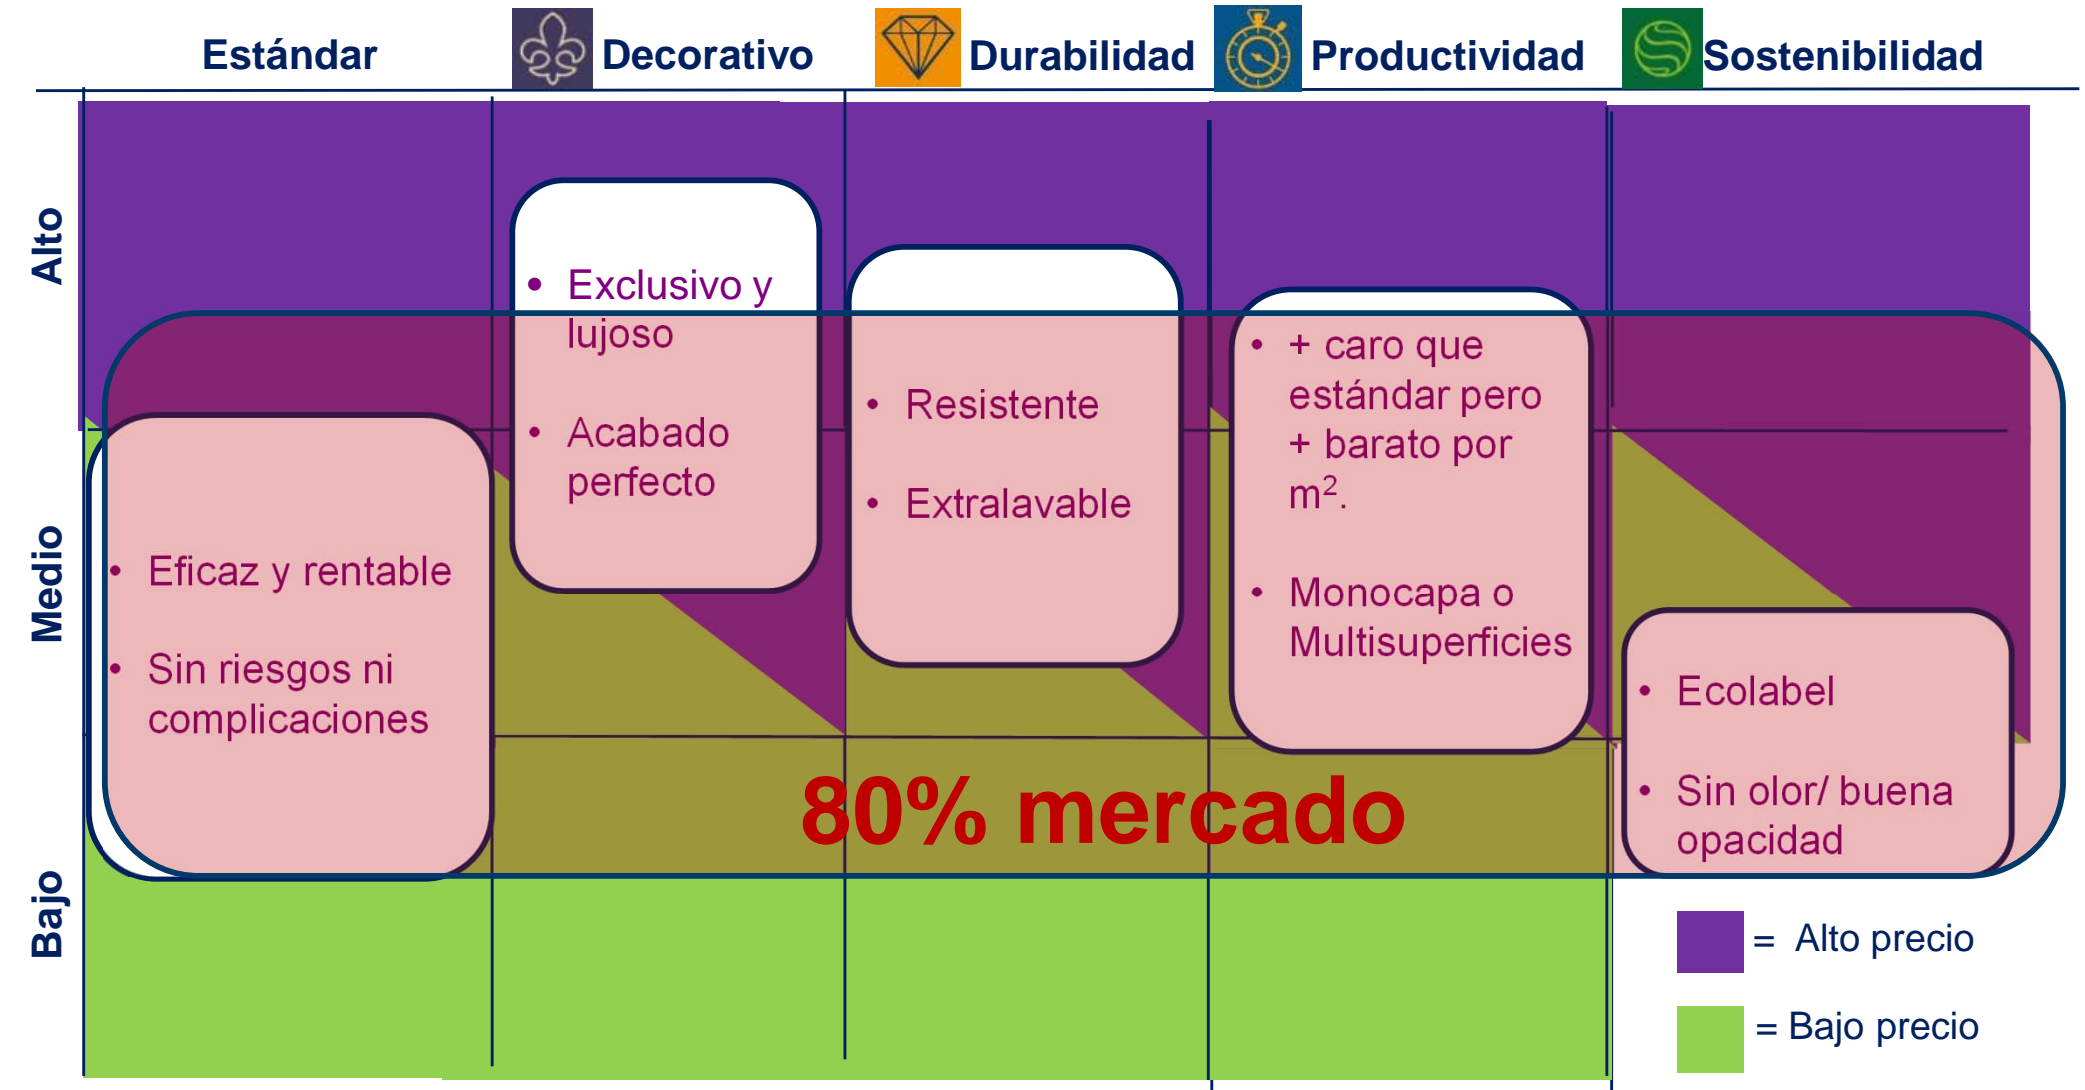 Estándar
Decorativo
Durabilidad
Productividad
Sostenibilidad
Alto
Medio
Bajo
• Eficaz y rentable
• Sin riesgos ni
complicaciones
• Exclusivo y
lujoso
• Acabado
perfecto
• Resistente
• Extralavable
• + caro que
estándar pero
+ barato por
m².
• Monocapa o
Multisuperficies
• Ecolabel
• Sin olor/ buena
opacidad
80% mercado
= Alto precio
= Bajo precio